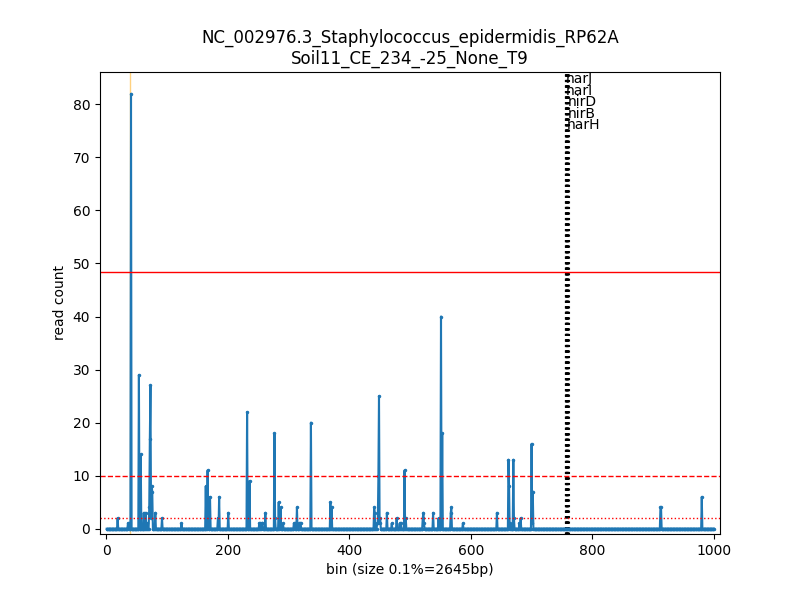 NC_002976.3_Staphylococcus_epidermidis_RP62A
Soil11_CE_234_-25_None_T9
narJ
narI
nirD
nirB
narH
80
70
60
50
40
30
20
10
0
read count
0 200 400 600 800 1000
bin (size 0.1%=2645bp)